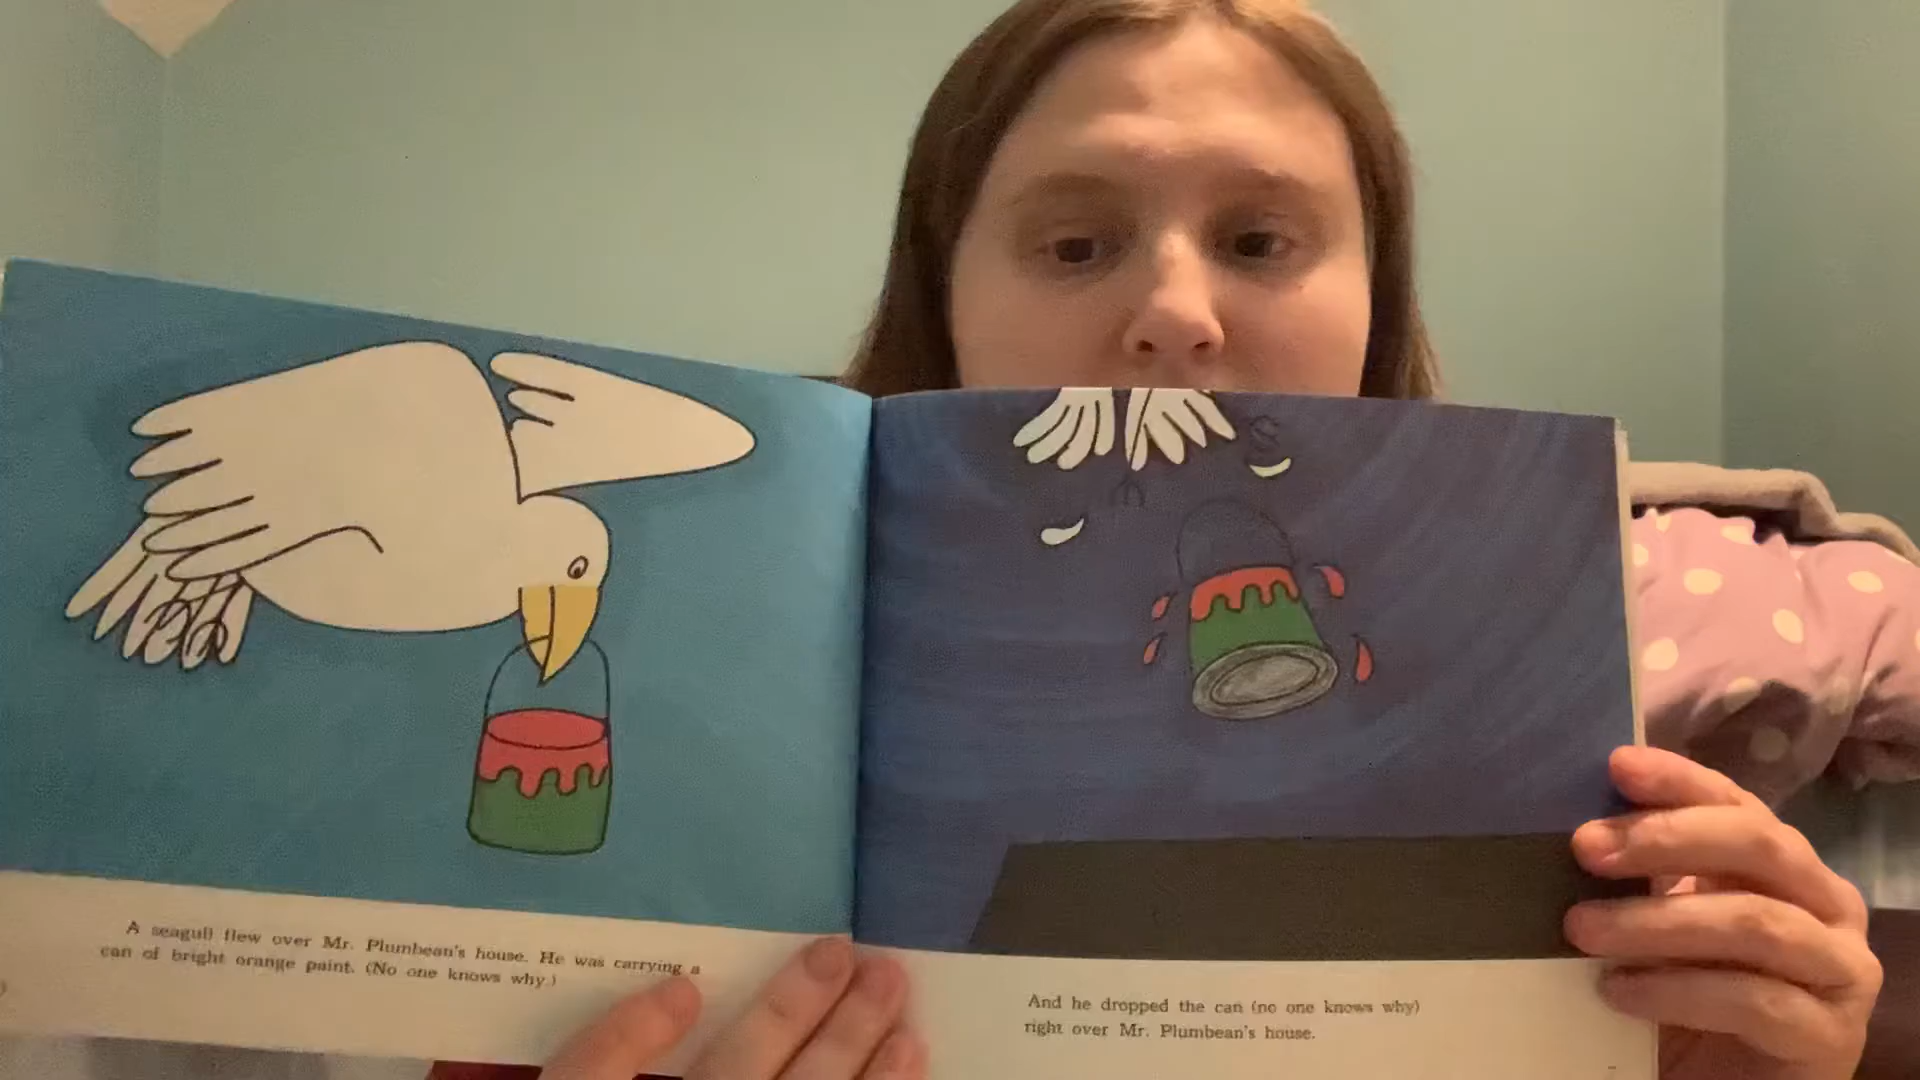 A seagull flew over Mr. Plumbean's house. He was carrying a
can of bright orange paint. (No one knows why.)
And he dropped the can (no one knows why)
right over Mr. Plumbean's house.